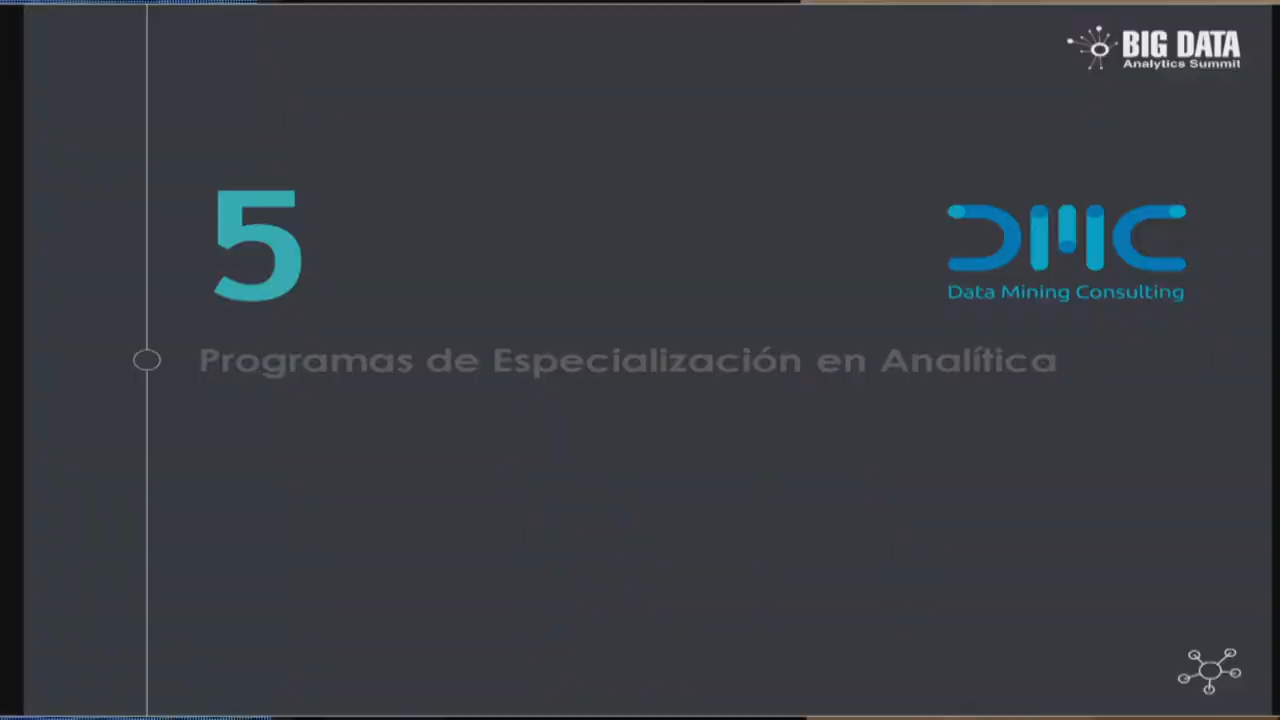 BIG DATA
Analytics Summit
5
DMC
Data Mining Consulting
Programas de Especialización en Analítica